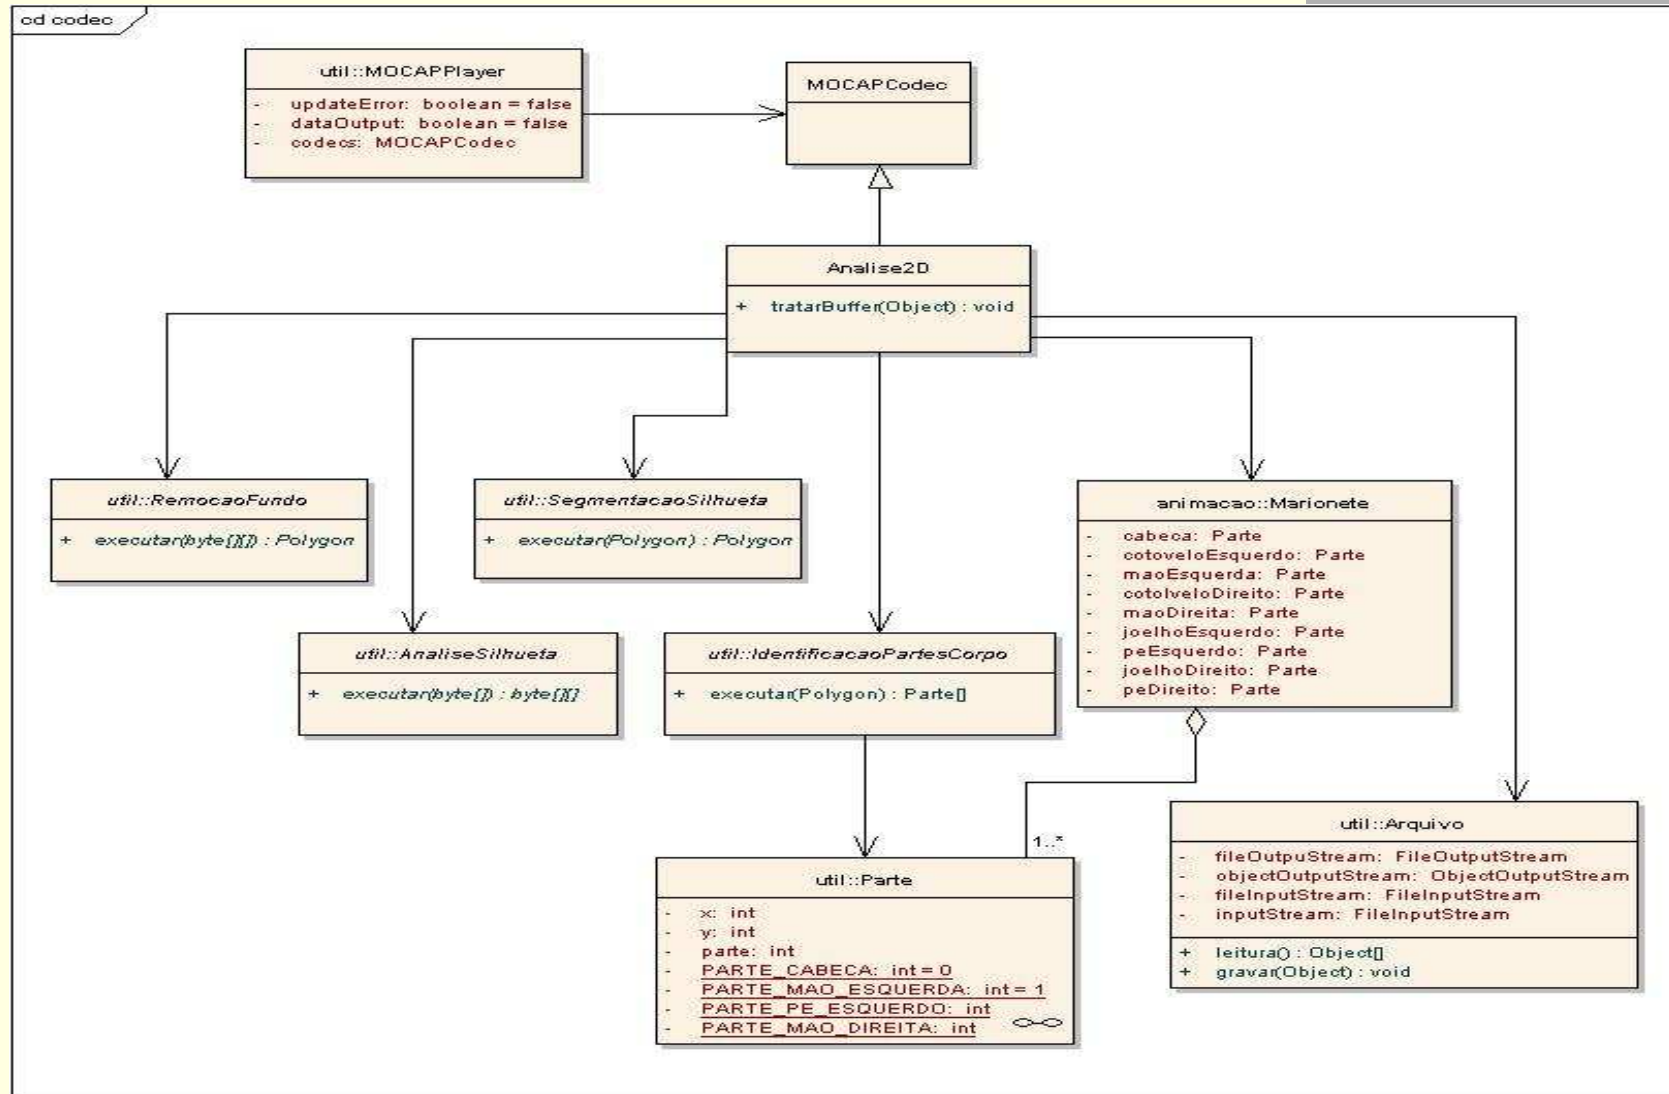 cd codec
util::MOCAPPlayer
- updateError: boolean = false
- dataOutput: boolean = false
- codecs: MOCAPCodec
MOCAPCodec
Analise2D
+ tratarBuffer(Object) : void
util::RemocaoFundo
+ executar(byte[][]) : Polygon
util::SegmentacaoSilhueta
+ executar(Polygon) : Polygon
animacao::Marionete
- cabeca: Parte
- cotoveloEsquerdo: Parte
- maoEsquerda: Parte
- cotolveloDireito: Parte
- maoDireita: Parte
- joelhoEsquerdo: Parte
- peEsquerdo: Parte
- joelhoDireito: Parte
- peDireito: Parte
util::AnaliseSilhueta
+ executar(byte[]) : byte[][]
util::IdentificacaoPartesCorpo
+ executar(Polygon) : Parte[]
1..*
util::Parte
- x: int
- y: int
- parte: int
- PARTE_CABECA: int = 0
- PARTE_MAO_ESQUERDA: int = 1
- PARTE_PE_ESQUERDO: int
- PARTE_MAO_DIREITA: int
util::Arquivo
- fileOutpuStream: FileOutputStream
- objectOutputStream: ObjectOutputStream
- fileInputStream: FileInputStream
- inputStream: FileInputStream
+ leitura() : Object[]
+ gravar(Object) : void